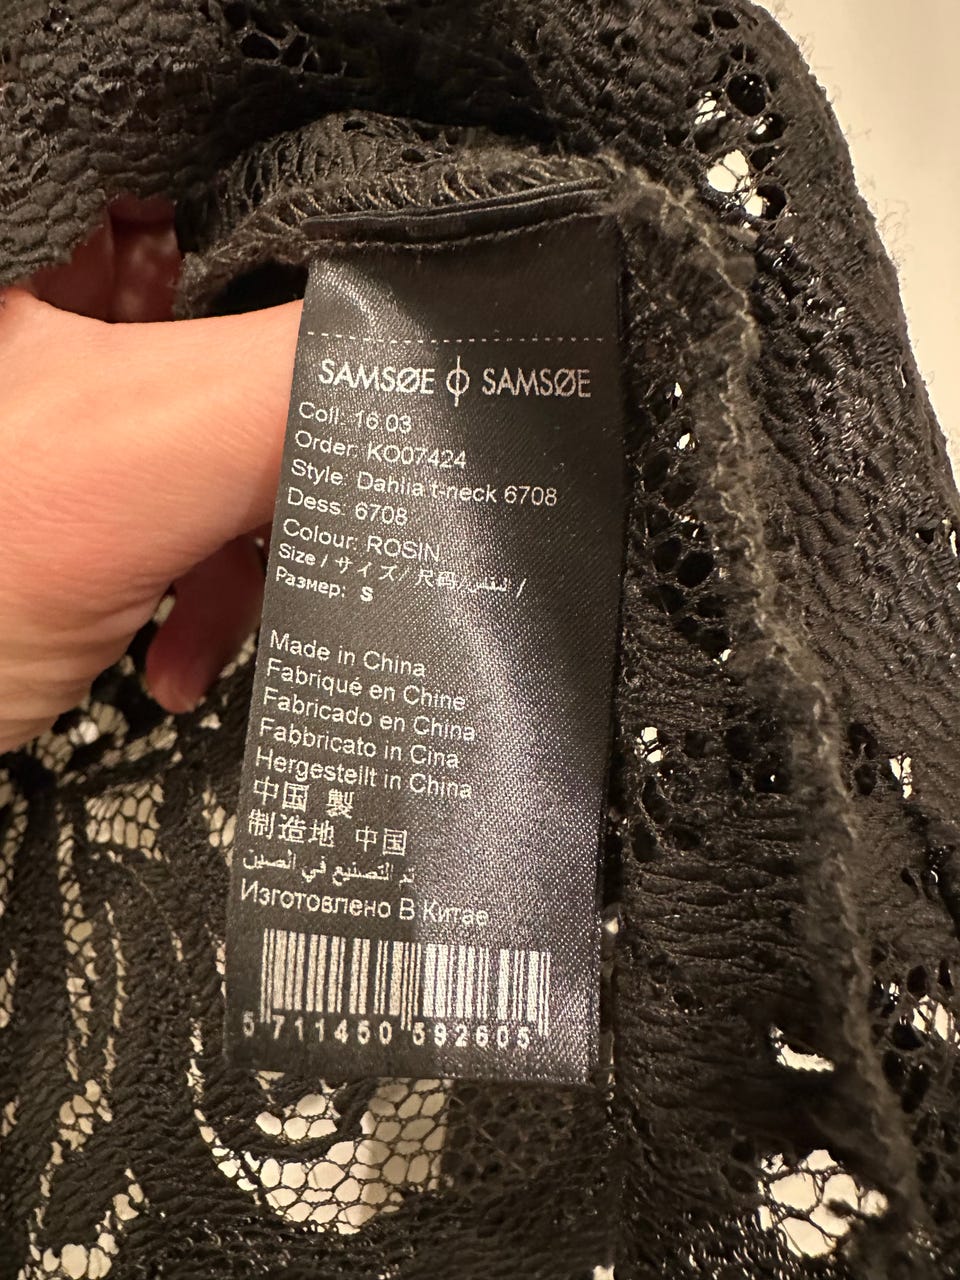 SAMSØE ϕ SAMSØE
Coll: 16.03
Order: KO07424
Style: Dahlia t-neck 6708
Dess: 6708
Colour: ROSIN
Size / サイズ / 尺码 / /
Размер: S
Made in China
Fabriqué en Chine
Fabricado en China
Fabbricato in Cina
Hergestellt in China
中国 製
制造地 中国
تم التصنيع في الصين
Изготовлено В Китае
5 711450 592605